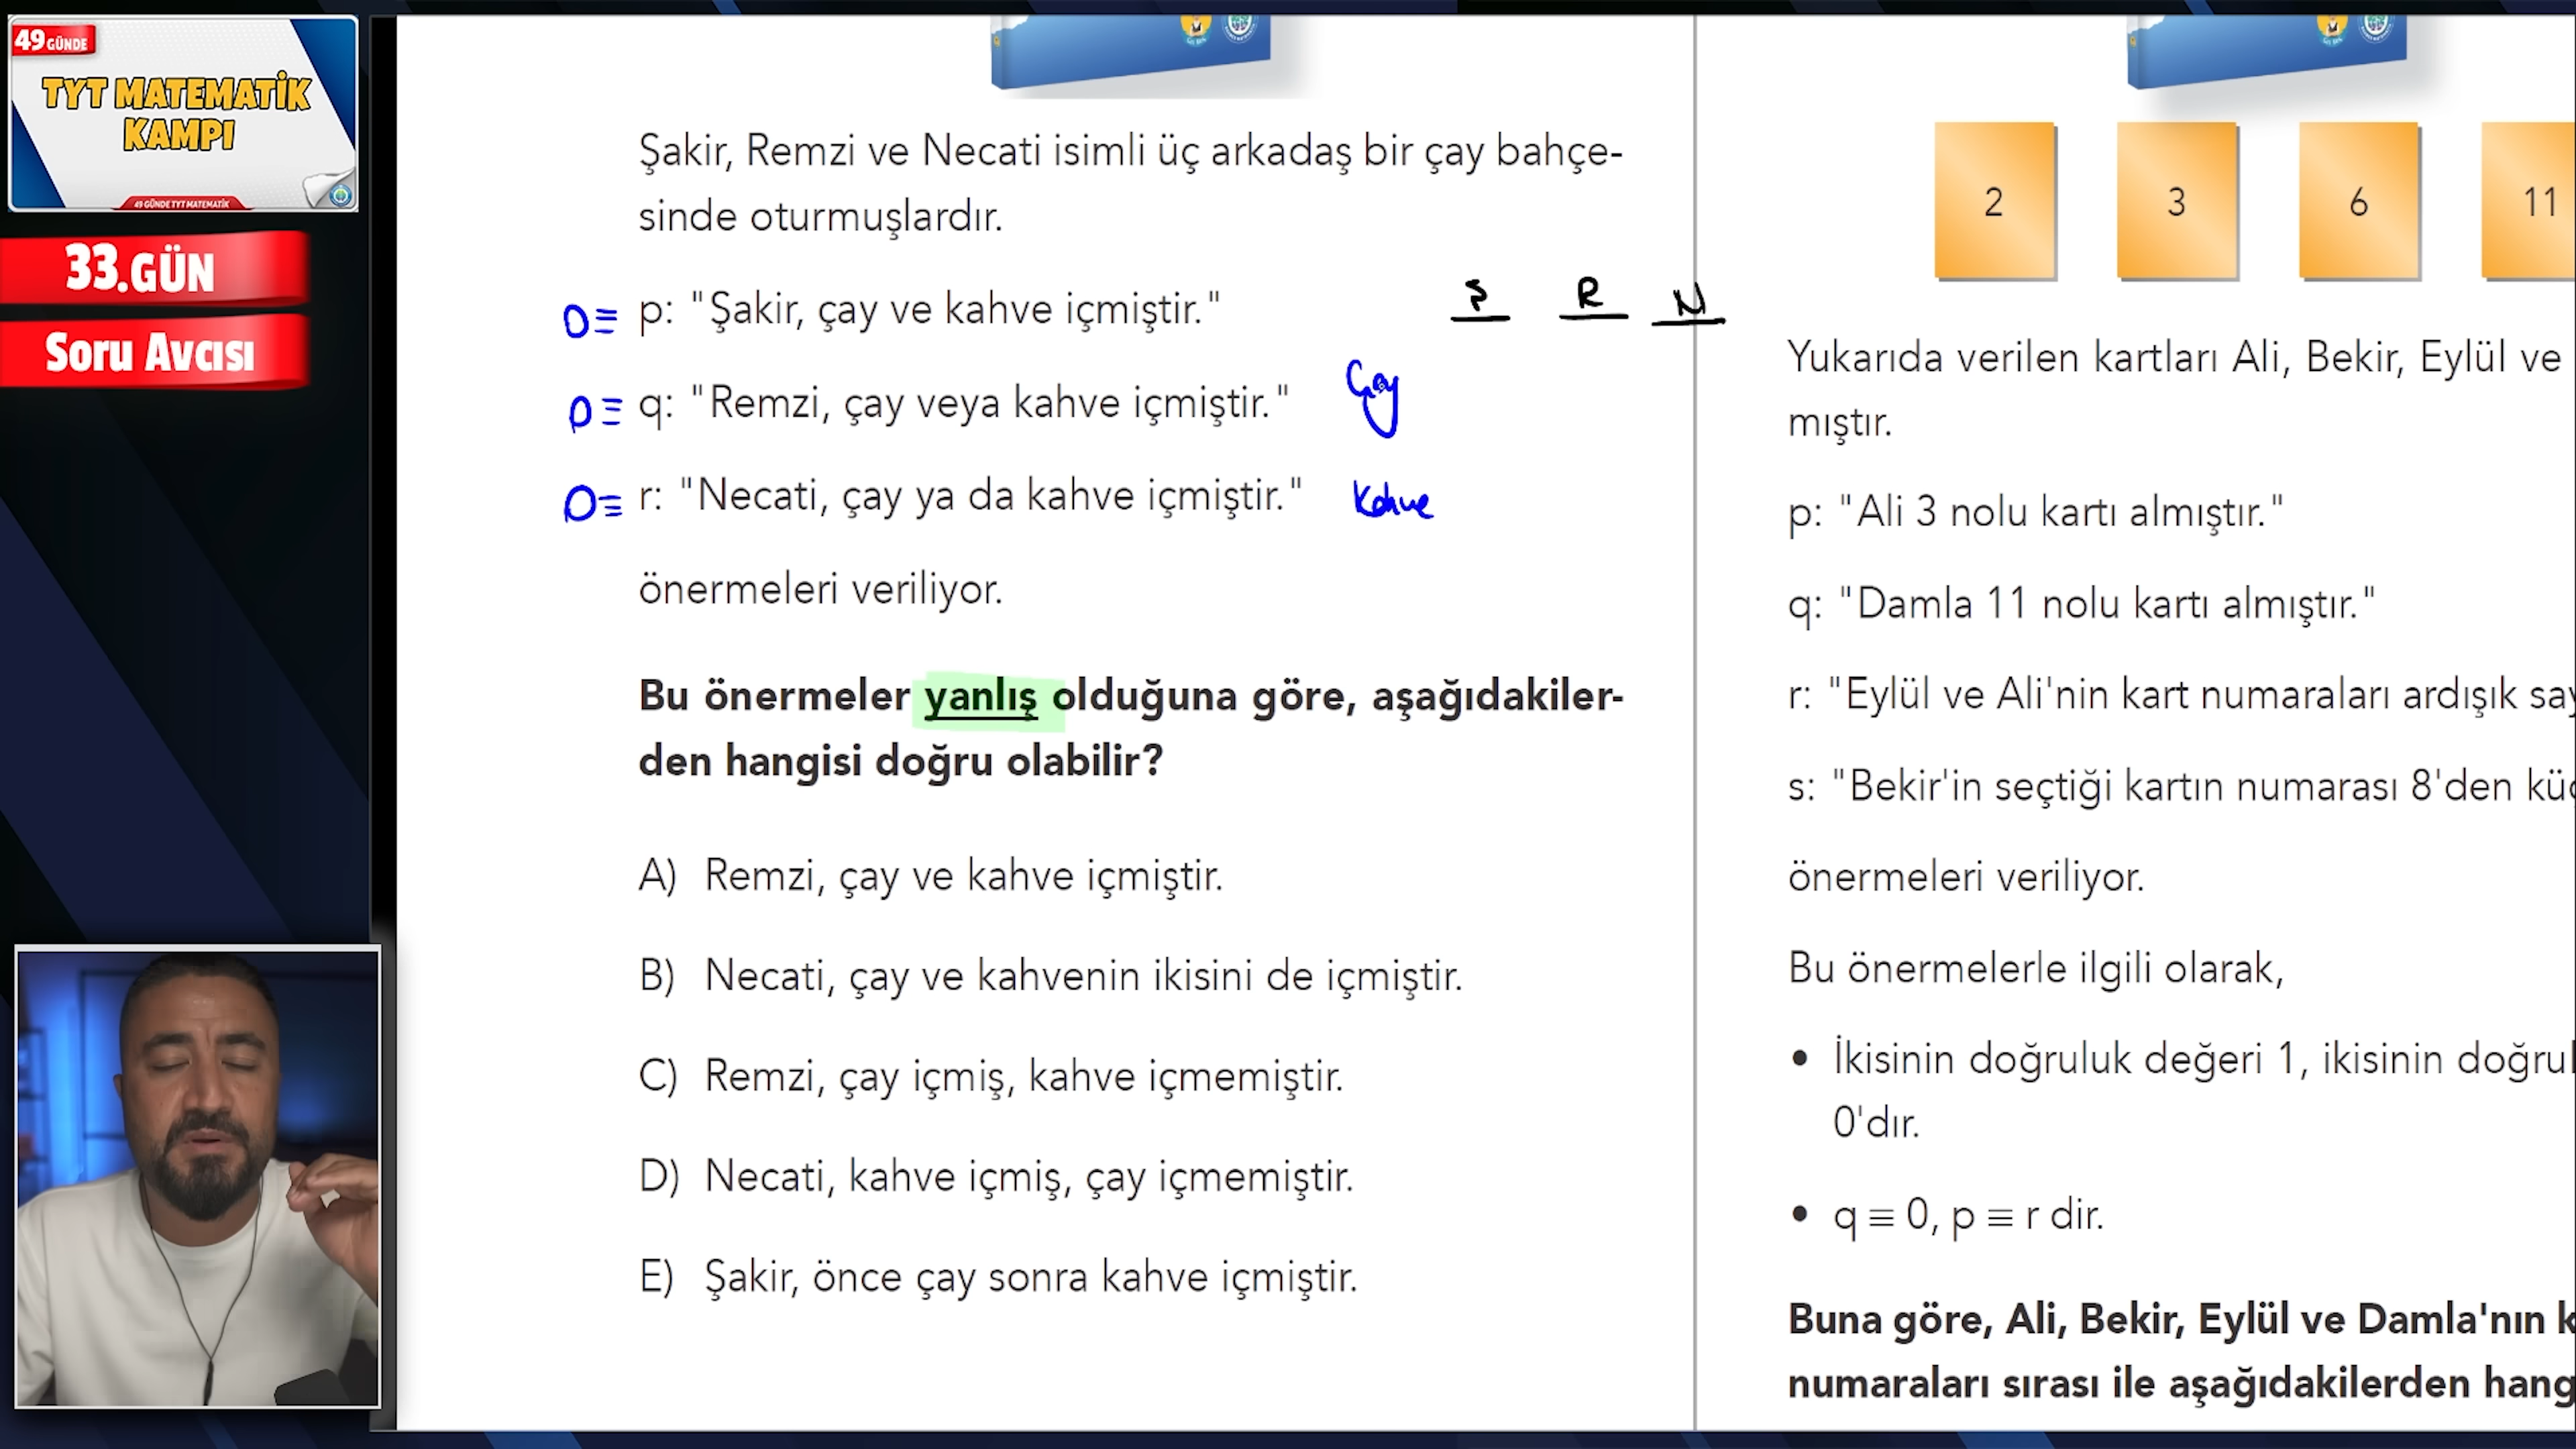 49 GÜNDE
TYT MATEMATİK
KAMPI
49 GÜNDE TYT MATEMATİK
33.GÜN
Soru Avcısı
Şakir, Remzi ve Necati isimli üç arkadaş bir çay bahçe-
sinde oturmuşlardır.
Ş R N
0≡ p: "Şakir, çay ve kahve içmiştir."
0≡ q: "Remzi, çay veya kahve içmiştir." Çay
0≡ r: "Necati, çay ya da kahve içmiştir." Kahve
önermeleri veriliyor.
Bu önermeler yanlış olduğuna göre, aşağıdakiler-
den hangisi doğru olabilir?
A) Remzi, çay ve kahve içmiştir.
B) Necati, çay ve kahvenin ikisini de içmiştir.
C) Remzi, çay içmiş, kahve içmemiştir.
D) Necati, kahve içmiş, çay içmemiştir.
E) Şakir, önce çay sonra kahve içmiştir.
2 3 6 11
Yukarıda verilen kartları Ali, Bekir, Eylül ve
mıştır.
p: "Ali 3 nolu kartı almıştır."
q: "Damla 11 nolu kartı almıştır."
r: "Eylül ve Ali'nin kart numaraları ardışık
s: "Bekir'in seçtiği kartın numarası 8'den
önermeleri veriliyor.
Bu önermelerle ilgili olarak,
• İkisinin doğruluk değeri 1, ikisinin
0'dır.
• q ≡ 0, p ≡ r dir.
Buna göre, Ali, Bekir, Eylül ve Damla'nın
numaraları sırası ile aşağıdakilerden